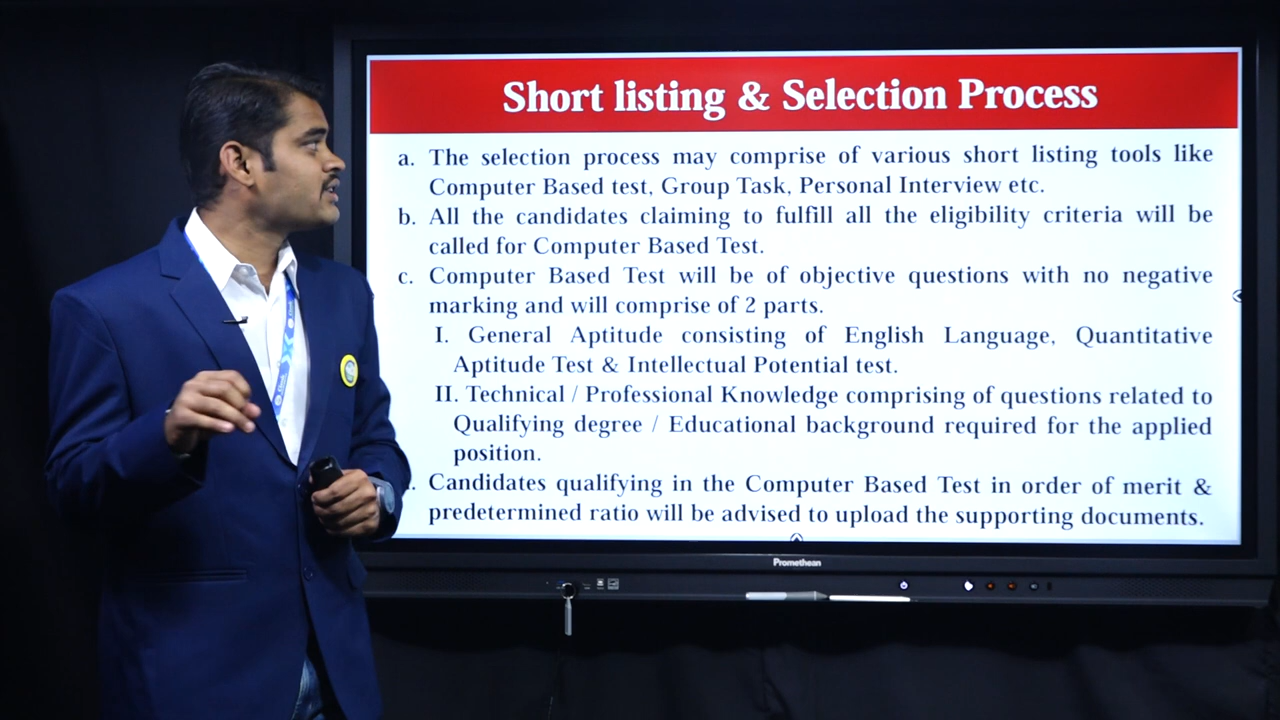 Short listing & Selection Process
a. The selection process may comprise of various short listing tools like
Computer Based test, Group Task, Personal Interview etc.
b. All the candidates claiming to fulfill all the eligibility criteria will be
called for Computer Based Test.
c. Computer Based Test will be of objective questions with no negative
marking and will comprise of 2 parts.
I. General Aptitude consisting of English Language, Quantitative
Aptitude Test & Intellectual Potential test.
II. Technical / Professional Knowledge comprising of questions related to
Qualifying degree / Educational background required for the applied
position.
. Candidates qualifying in the Computer Based Test in order of merit &
predetermined ratio will be advised to upload the supporting documents.
Promethean